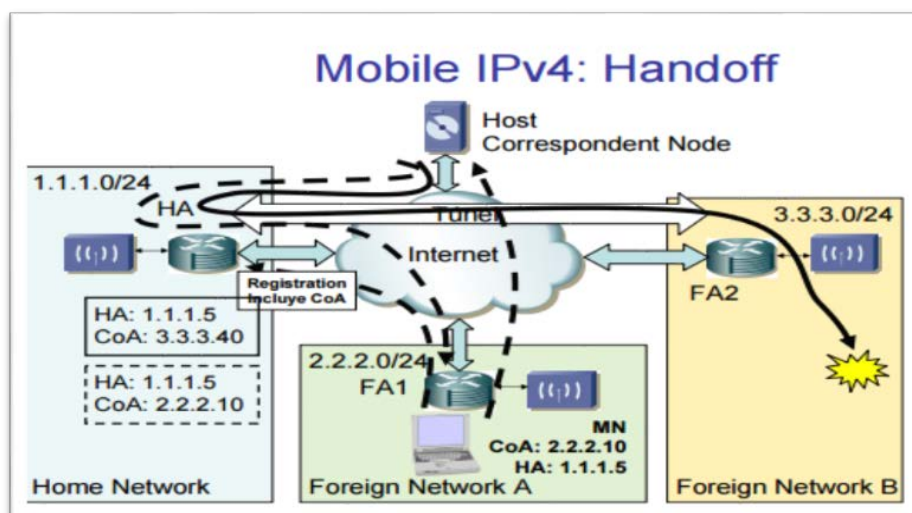 Mobile IPv4: Handoff
Host
Correspondent Node
1.1.1.0/24
HA
Túnel
3.3.3.0/24
Internet
Registration
Incluye CoA
FA2
HA: 1.1.1.5
CoA: 3.3.3.40
2.2.2.0/24
FA1
HA: 1.1.1.5
CoA: 2.2.2.10
MN
CoA: 2.2.2.10
HA: 1.1.1.5
Home Network
Foreign Network A
Foreign Network B